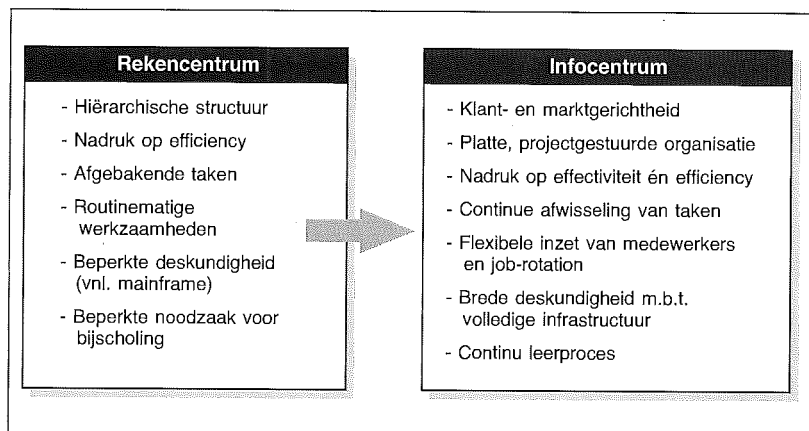 Rekencentrum
- Hiërarchische structuur
- Nadruk op efficiency
- Afgebakende taken
- Routinematige
werkzaamheden
- Beperkte deskundigheid
(vnl. mainframe)
- Beperkte noodzaak voor
bijscholing
Infocentrum
- Klant- en marktgerichtheid
- Platte, projectgestuurde organisatie
- Nadruk op effectiviteit én efficiency
- Continue afwisseling van taken
- Flexibele inzet van medewerkers
en job-rotation
- Brede deskundigheid m.b.t.
volledige infrastructuur
- Continu leerproces